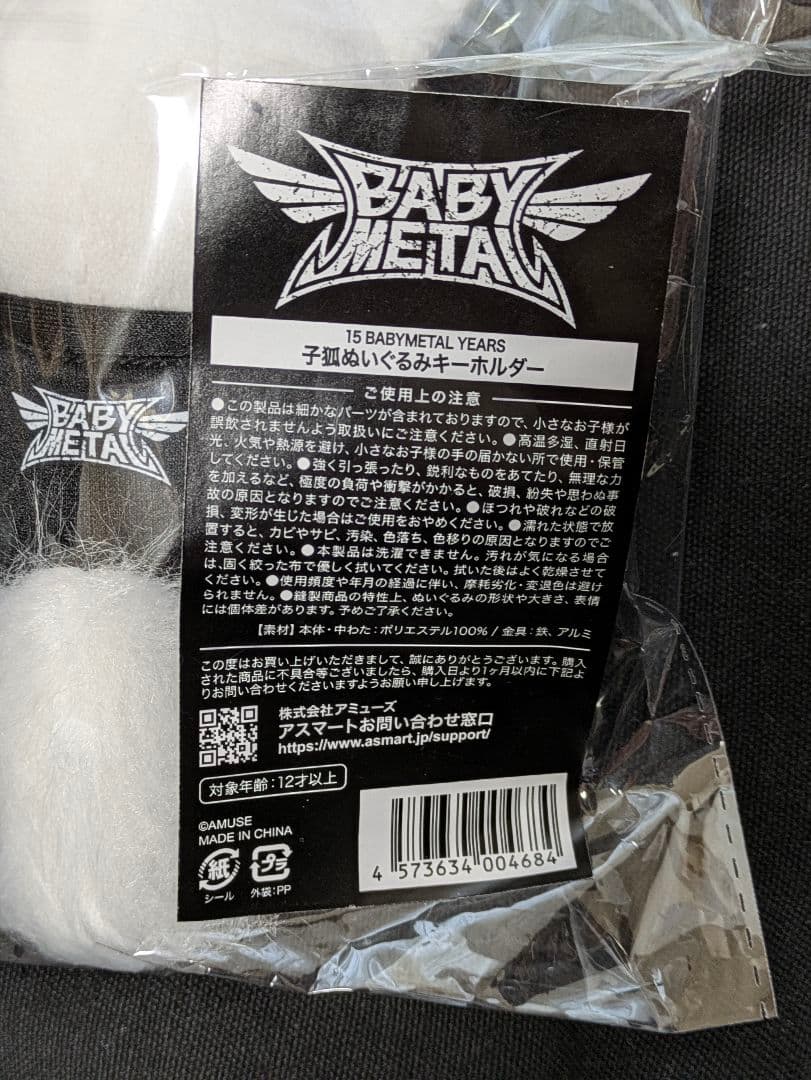 BABY
METAL
15 BABYMETAL YEARS
子狐ぬいぐるみキーホルダー
ご使用上の注意
●この製品は細かなパーツが含まれておりますので、小さなお子様が
誤飲されませんよう取扱いにご注意ください。●高温多湿、直射日
光、火気や熱源を避け、小さなお子様の手の届かない所で使用・保管
してください。●強く引っ張ったり、鋭利なものをあてたり、無理な力
を加えるなど、極度の負荷や衝撃がかかると、破損、紛失や思わぬ事
故の原因となりますのでご注意ください。●ほつれや破れなどの破
損、変形が生じた場合はご使用をおやめください。●濡れた状態で放
置すると、カビやサビ、汚染、色落ち、色移りの原因となりますのでご
注意ください。●本製品は洗濯できません。汚れが気になる場合
は、固く絞った布で優しく拭いてください。拭いた後はよく乾燥させて
ください。●使用頻度や年月の経過に伴い、摩耗劣化・変退色は避け
られません。●縫製商品の特性上、ぬいぐるみの形状や大きさ、表情
には個体差があります。予めご了承ください。
【素材】本体・中わた:ポリエステル100% / 金具:鉄、アルミ
この度はお買い上げいただきまして、誠にありがとうございます。購入
された商品に不具合等ございましたら、購入日より1ヶ月以内に下記よ
りお問い合わせくださいますようお願い申し上げます。
株式会社アミューズ
アスマートお問い合わせ窓口
https://www.asmart.jp/support/
対象年齢:12才以上
©AMUSE
MADE IN CHINA
紙
シール
プラ
外袋:PP
4 573634 004684
BABY
METAL